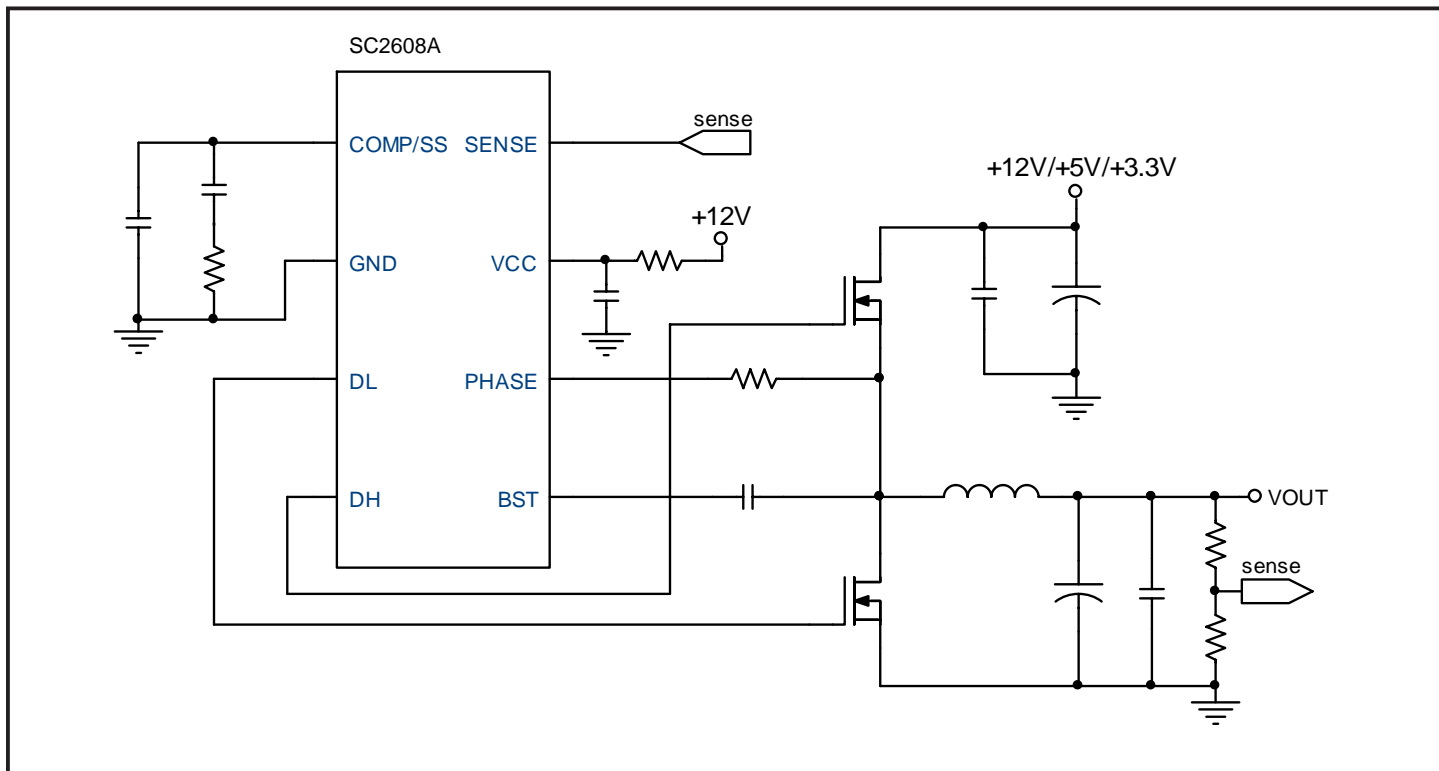 SC2608A
COMP/SS
SENSE
sense
+12V/+5V/+3.3V
+12V
GND
VCC
DL
PHASE
DH
BST
VOUT
sense